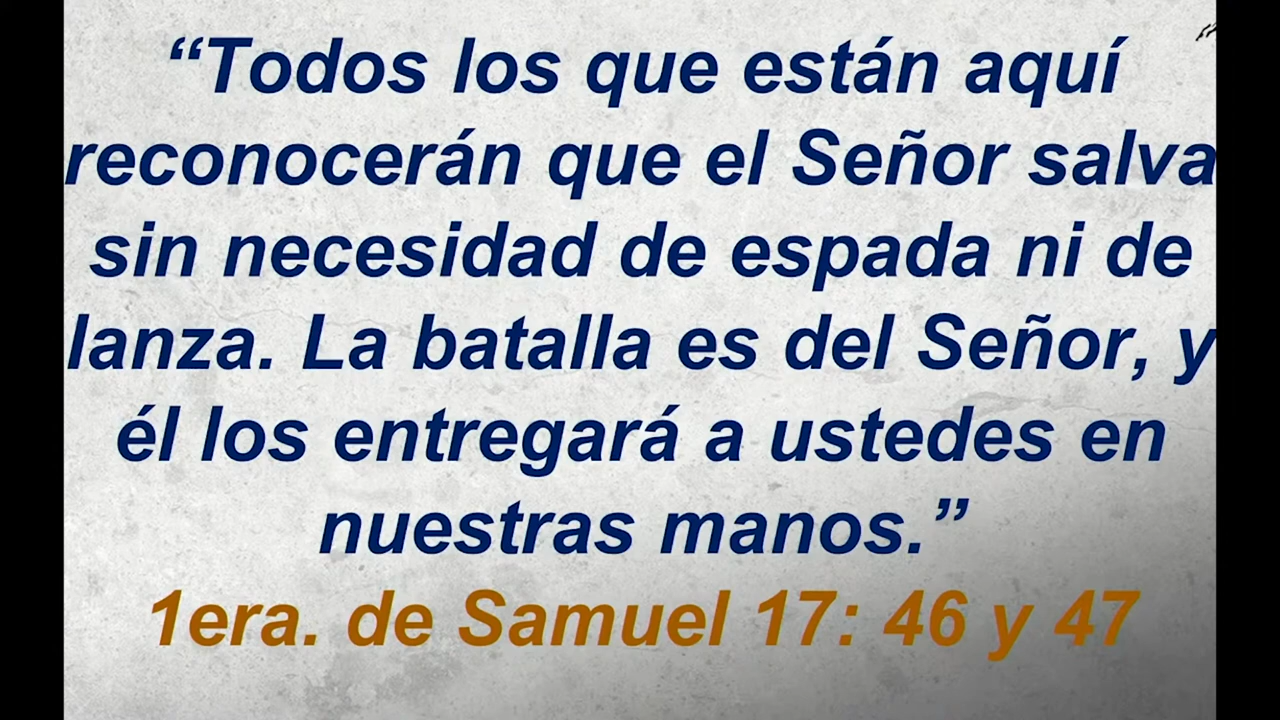 “Todos los que están aquí
reconocerán que el Señor salva
sin necesidad de espada ni de
lanza. La batalla es del Señor, y
él los entregará a ustedes en
nuestras manos.”
1era. de Samuel 17: 46 y 47